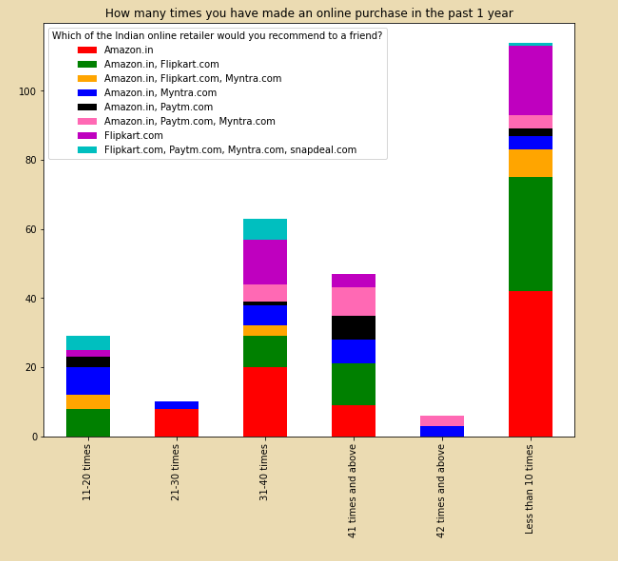 How many times you have made an online purchase in the past 1 year
Which of the Indian online retailer would you recommend to a friend?
Amazon.in
Amazon.in, Flipkart.com
Amazon.in, Flipkart.com, Myntra.com
Amazon.in, Myntra.com
Amazon.in, Paytm.com
Amazon.in, Paytm.com, Myntra.com
Flipkart.com
Flipkart.com, Paytm.com, Myntra.com, snapdeal.com
100
80
60
40
20
0
11-20 times
21-30 times
31-40 times
41 times and above
42 times and above
Less than 10 times